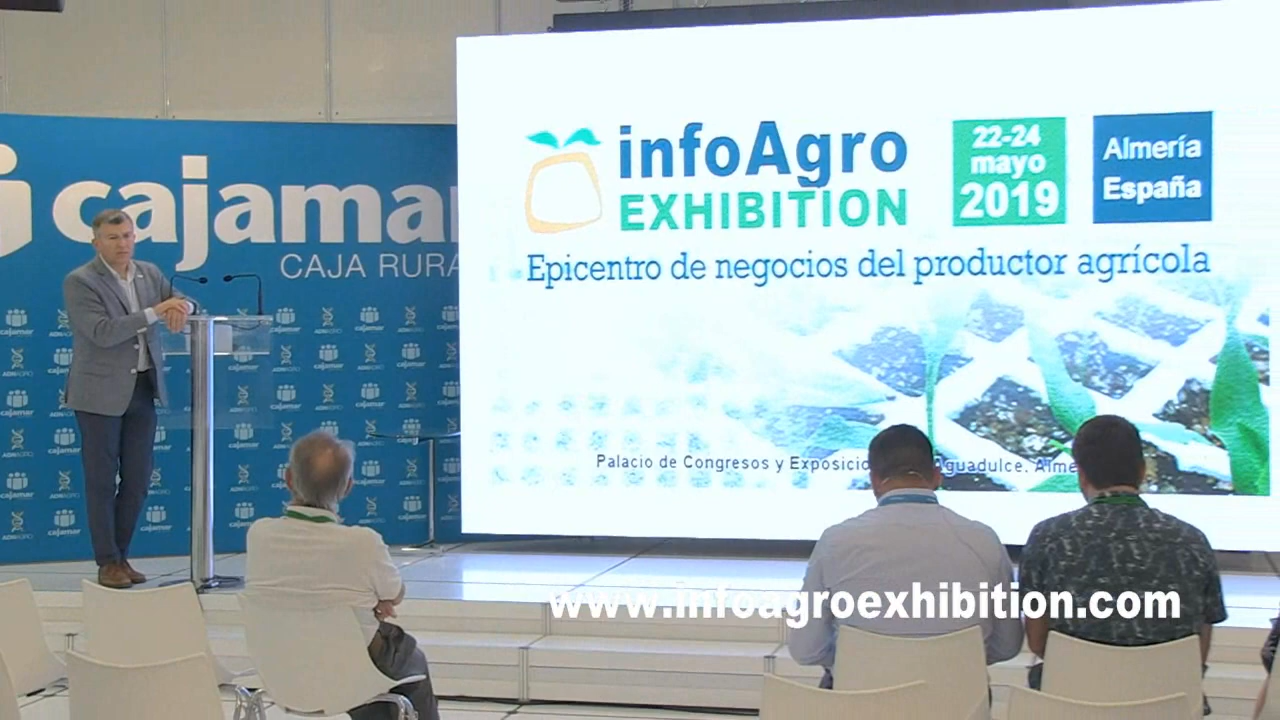 cajamar
CAJA RURA
infoAgro
EXHIBITION
22-24
mayo
2019
Almería
España
Epicentro de negocios del productor agrícola
Palacio de Congresos y Exposicio
Aguadulce. Alme
www.infoagroexhibition.com